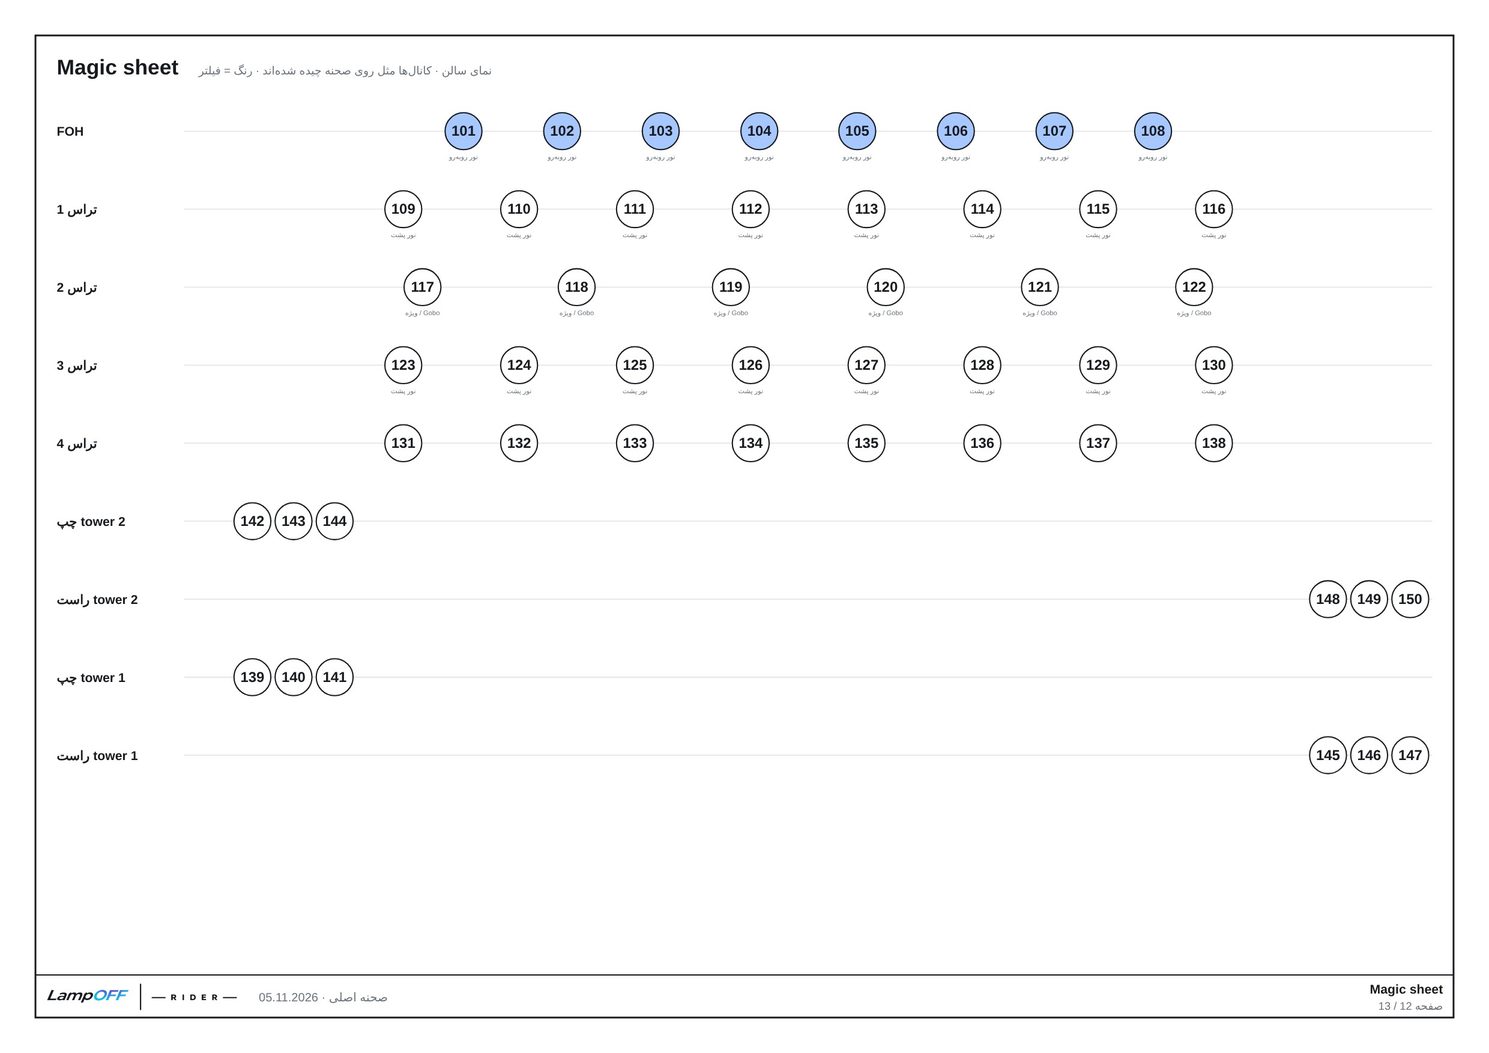 Magic sheet
نمای سالن · کانال‌ها مثل روی صحنه چیده شده‌اند · رنگ = فیلتر
FOH
101 102 103 104 105 106 107 108
نور روبه‌رو نور روبه‌رو نور روبه‌رو نور روبه‌رو نور روبه‌رو نور روبه‌رو نور روبه‌رو نور روبه‌رو
تراس 1
109 110 111 112 113 114 115 116
نور پشت نور پشت نور پشت نور پشت نور پشت نور پشت نور پشت نور پشت
تراس 2
117 118 119 120 121 122
ویژه / Gobo ویژه / Gobo ویژه / Gobo ویژه / Gobo ویژه / Gobo ویژه / Gobo
تراس 3
123 124 125 126 127 128 129 130
نور پشت نور پشت نور پشت نور پشت نور پشت نور پشت نور پشت نور پشت
تراس 4
131 132 133 134 135 136 137 138
چپ tower 2
142 143 144
راست tower 2
148 149 150
چپ tower 1
139 140 141
راست tower 1
145 146 147
LampOFF
RIDER
صحنه اصلی · 05.11.2026
Magic sheet
صفحه 12 / 13